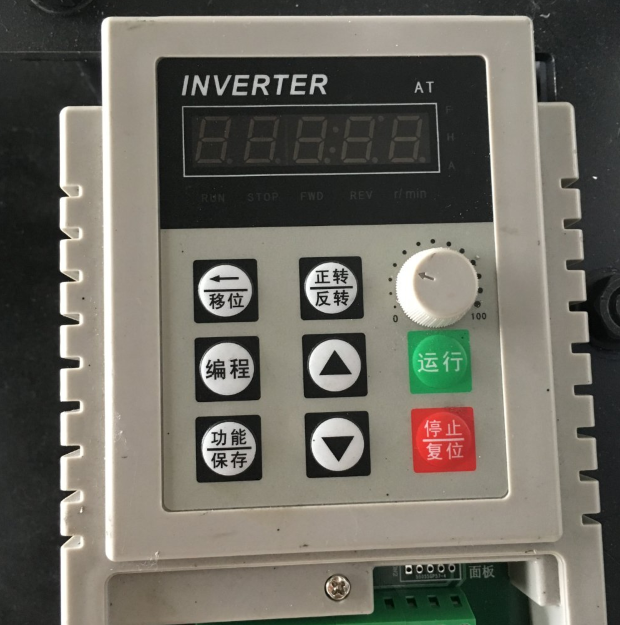 INVERTER
AT
F
H
A
RUN STOP FWD REV r/min
←
移位
正转
反转
0
100
编程
▲
运行
功能
保存
▼
停止
复位
面板